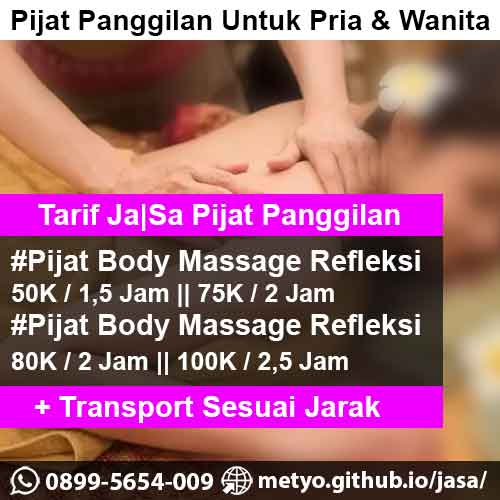 Pijat Panggilan Untuk Pria & Wanita
Tarif Ja|Sa Pijat Panggilan
#Pijat Body Massage Refleksi
50K / 1,5 Jam || 75K / 2 Jam
#Pijat Body Massage Refleksi
80K / 2 Jam || 100K / 2,5 Jam
+ Transport Sesuai Jarak
0899-5654-009 metyo.github.io/jasa/